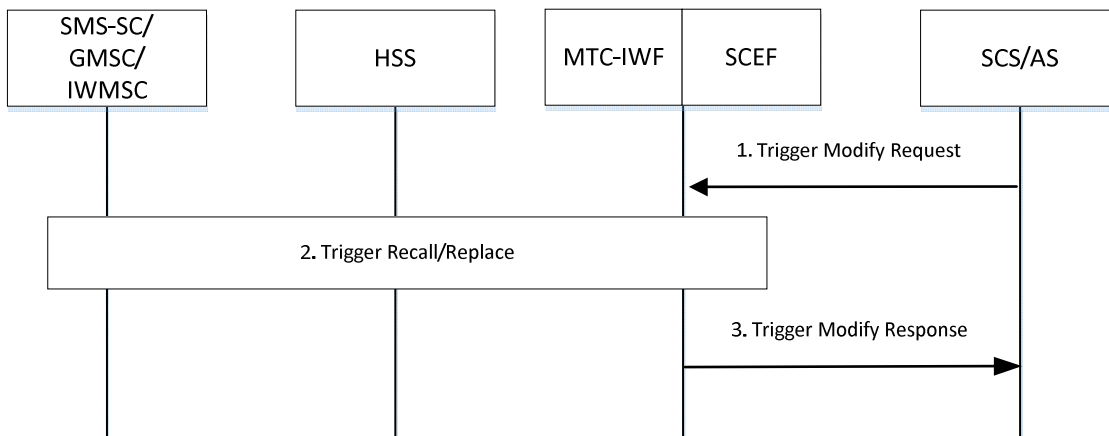 SMS-SC/
GMSC/
IWMSC
HSS
MTC-IWF
SCEF
SCS/AS
1. Trigger Modify Request
2. Trigger Recall/Replace
3. Trigger Modify Response